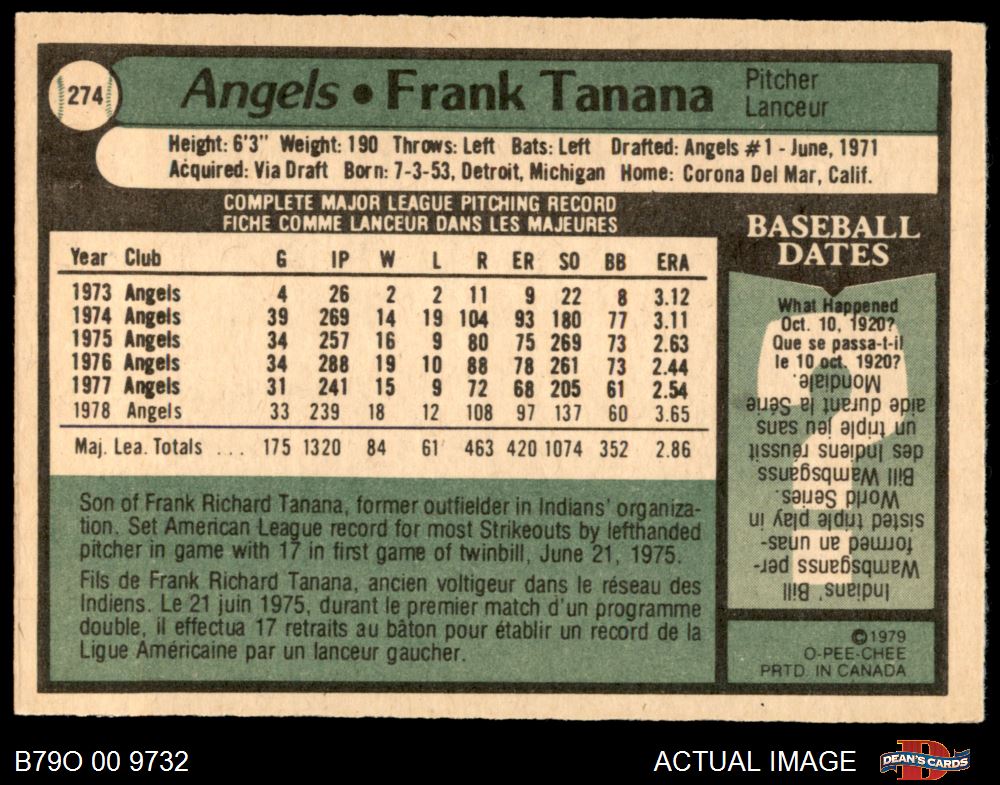 274
Angels • Frank Tanana
Pitcher
Lanceur
Height: 6'3" Weight: 190 Throws: Left Bats: Left Drafted: Angels #1 - June, 1971
Acquired: Via Draft Born: 7-3-53, Detroit, Michigan Home: Corona Del Mar, Calif.
COMPLETE MAJOR LEAGUE PITCHING RECORD
FICHE COMME LANCEUR DANS LES MAJEURES
Year Club G IP W L R ER SO BB ERA
1973 Angels 4 26 2 2 11 9 22 8 3.12
1974 Angels 39 269 14 19 104 93 180 77 3.11
1975 Angels 34 257 16 9 80 75 269 73 2.63
1976 Angels 34 288 19 10 88 78 261 73 2.44
1977 Angels 31 241 15 9 72 68 205 61 2.54
1978 Angels 33 239 18 12 108 97 137 60 3.65
Maj. Lea. Totals ... 175 1320 84 61 463 420 1074 352 2.86
Son of Frank Richard Tanana, former outfielder in Indians' organiza-
tion. Set American League record for most Strikeouts by lefthanded
pitcher in game with 17 in first game of twinbill, June 21, 1975.
Fils de Frank Richard Tanana, ancien voltigeur dans le réseau des
Indiens. Le 21 juin 1975, durant le premier match d'un programme
double, il effectua 17 retraits au bâton pour établir un record de la
Ligue Américaine par un lanceur gaucher.
BASEBALL
DATES
What Happened
Oct. 10, 1920?
Que se passa-t-il
le 10 oct. 1920?
Indians' Bill
Wambsganss per-
formed an unas-
sisted triple play in
World Series.
Bill Wambsganss
des Indiens réussit
un triple jeu sans
aide durant la Série
Mondiale.
©1979
O-PEE-CHEE
PRTD. IN CANADA
B79O 00 9732
ACTUAL IMAGE
D
DEAN'S CARDS